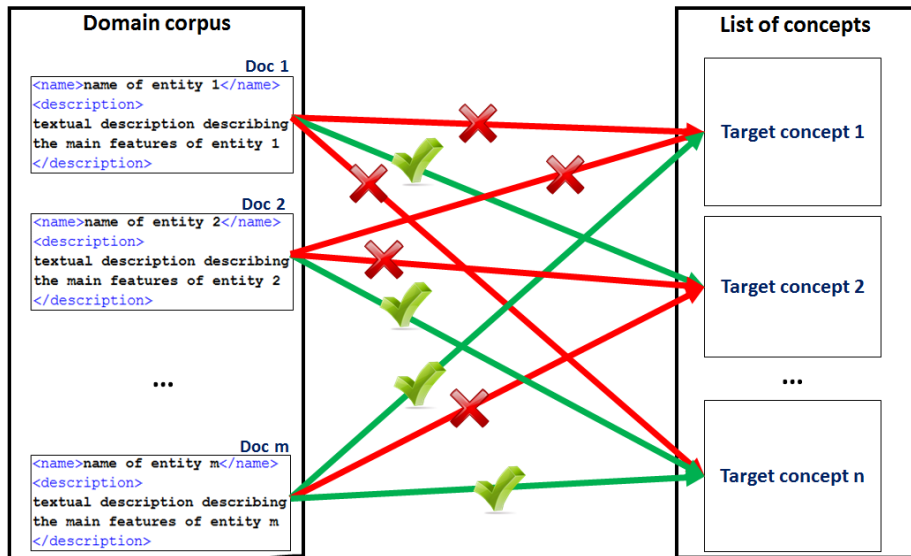 Domain corpus
Doc 1
<name>name of entity 1</name>
<description>
textual description describing
the main features of entity 1
</description>
Doc 2
<name>name of entity 2</name>
<description>
textual description describing
the main features of entity 2
</description>
...
Doc m
<name>name of entity m</name>
<description>
textual description describing
the main features of entity m
</description>
List of concepts
Target concept 1
Target concept 2
...
Target concept n